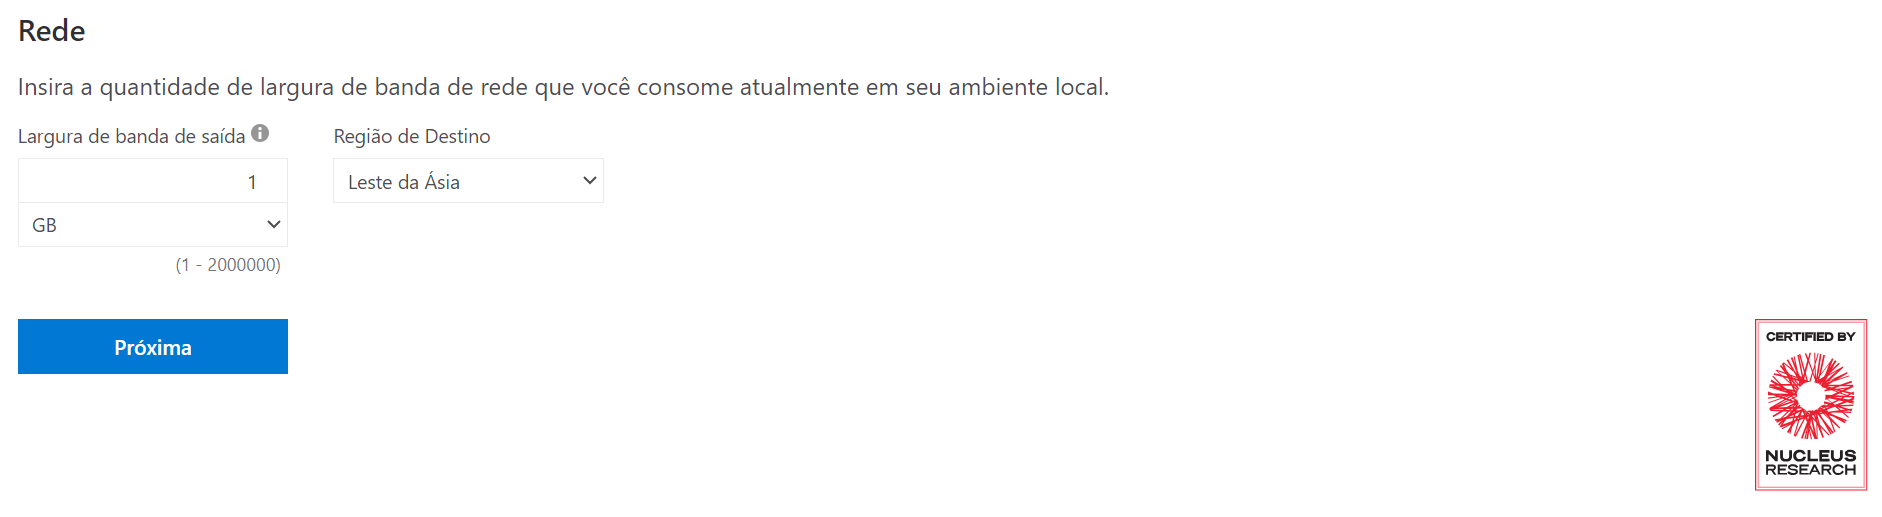 Rede
Insira a quantidade de largura de banda de rede que você consome atualmente em seu ambiente local.
Largura de banda de saída
Região de Destino
1
Leste da Ásia
GB
(1 - 2000000)
Próxima
CERTIFIED BY
NUCLEUS
RESEARCH